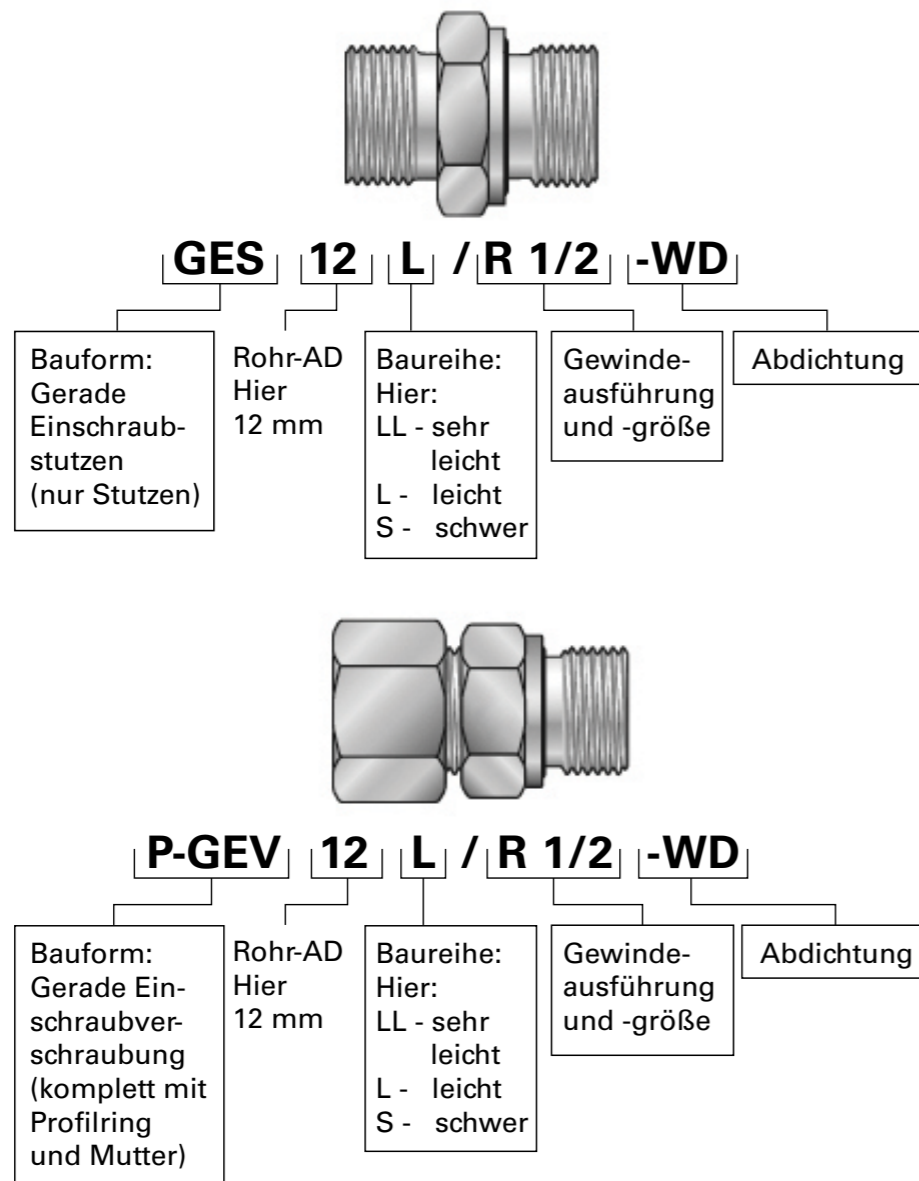 GES 12 L / R 1/2 -WD
Bauform:
Gerade
Einschraub-
stutzen
(nur Stutzen)
Rohr-AD
Hier
12 mm
Baureihe:
Hier:
LL - sehr
leicht
L - leicht
S - schwer
Gewinde-
ausführung
und -größe
Abdichtung
P-GEV 12 L / R 1/2 -WD
Bauform:
Gerade Ein-
schraubver-
schraubung
(komplett mit
Profilring
und Mutter)
Rohr-AD
Hier
12 mm
Baureihe:
Hier:
LL - sehr
leicht
L - leicht
S - schwer
Gewinde-
ausführung
und -größe
Abdichtung